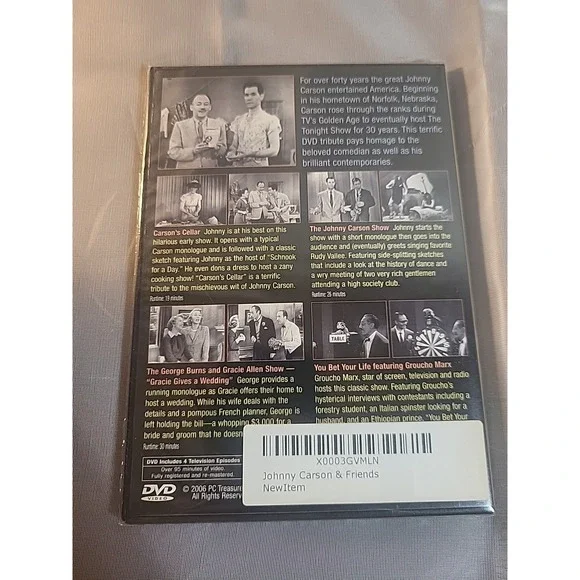 For over forty years the great Johnny
Carson entertained America. Beginning
in his hometown of Norfolk, Nebraska,
Carson rose through the ranks during
TV's Golden Age to eventually host The
Tonight Show for 30 years. This terrific
DVD tribute pays homage to the
beloved comedian as well as his
brilliant contemporaries.
Carson's Cellar Johnny is at his best on this
hilarious early show. It opens with a typical
Carson monologue and is followed with a classic
sketch featuring Johnny as the host of "Schnook
for a Day." He even dons a dress to host a zany
cooking show! "Carson's Cellar" is a terrific
tribute to the mischievous wit of Johnny Carson.
Runtime: 19 minutes
The Johnny Carson Show Johnny starts the
show with a short monologue then goes into the
audience and (eventually) greets singing favorite
Rudy Vallee. Featuring side-splitting sketches
that include a look at the history of dance and
a wry meeting of two very rich gentlemen
attending a high society club.
Runtime: 26 minutes
The George Burns and Gracie Allen Show —
"Gracie Gives a Wedding" George provides a
running monologue as Gracie offers their home to
host a wedding. While his wife deals with the
details and a pompous French planner, George is
left holding the bill—a whopping $3,000 for a
bride and groom that he doesn
Runtime: 30 minutes
TABLE
You Bet Your Life featuring Groucho Marx
Groucho Marx, star of screen, television and radio
hosts this classic show. Featuring Groucho's
hysterical interviews with contestants including a
forestry student, an Italian spinster looking for a
husband, and an Ethiopian prince. "You Bet Your
DVD Includes 4 Television Episodes
Over 95 minutes of video.
Fully registered and re-mastered.
DVD
VIDEO
© 2006 PC Treasur
All Rights Reser
X0003GVMLN
Johnny Carson & Friends
NewItem